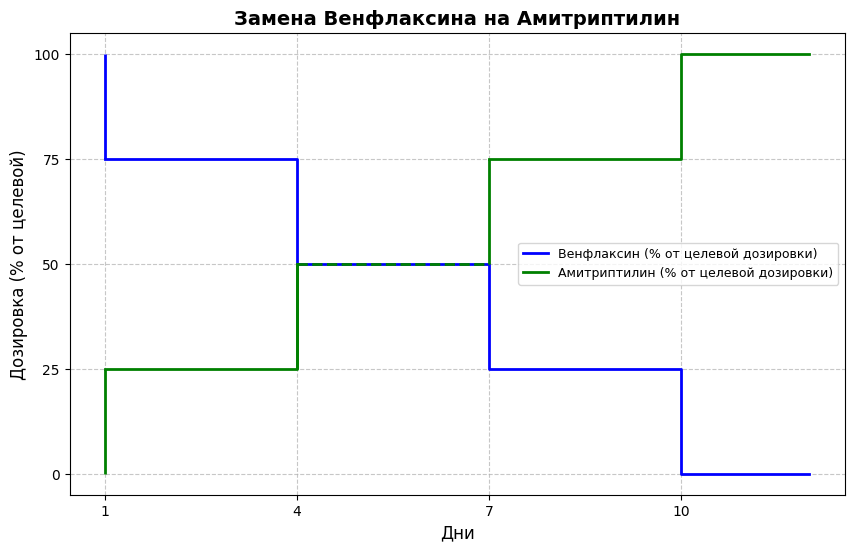 Замена Венфлаксина на Амитриптилин
Дозировка (% от целевой)
100
75
50
25
0
Венфлаксин (% от целевой дозировки)
Амитриптилин (% от целевой дозировки)
1 4 7 10
Дни